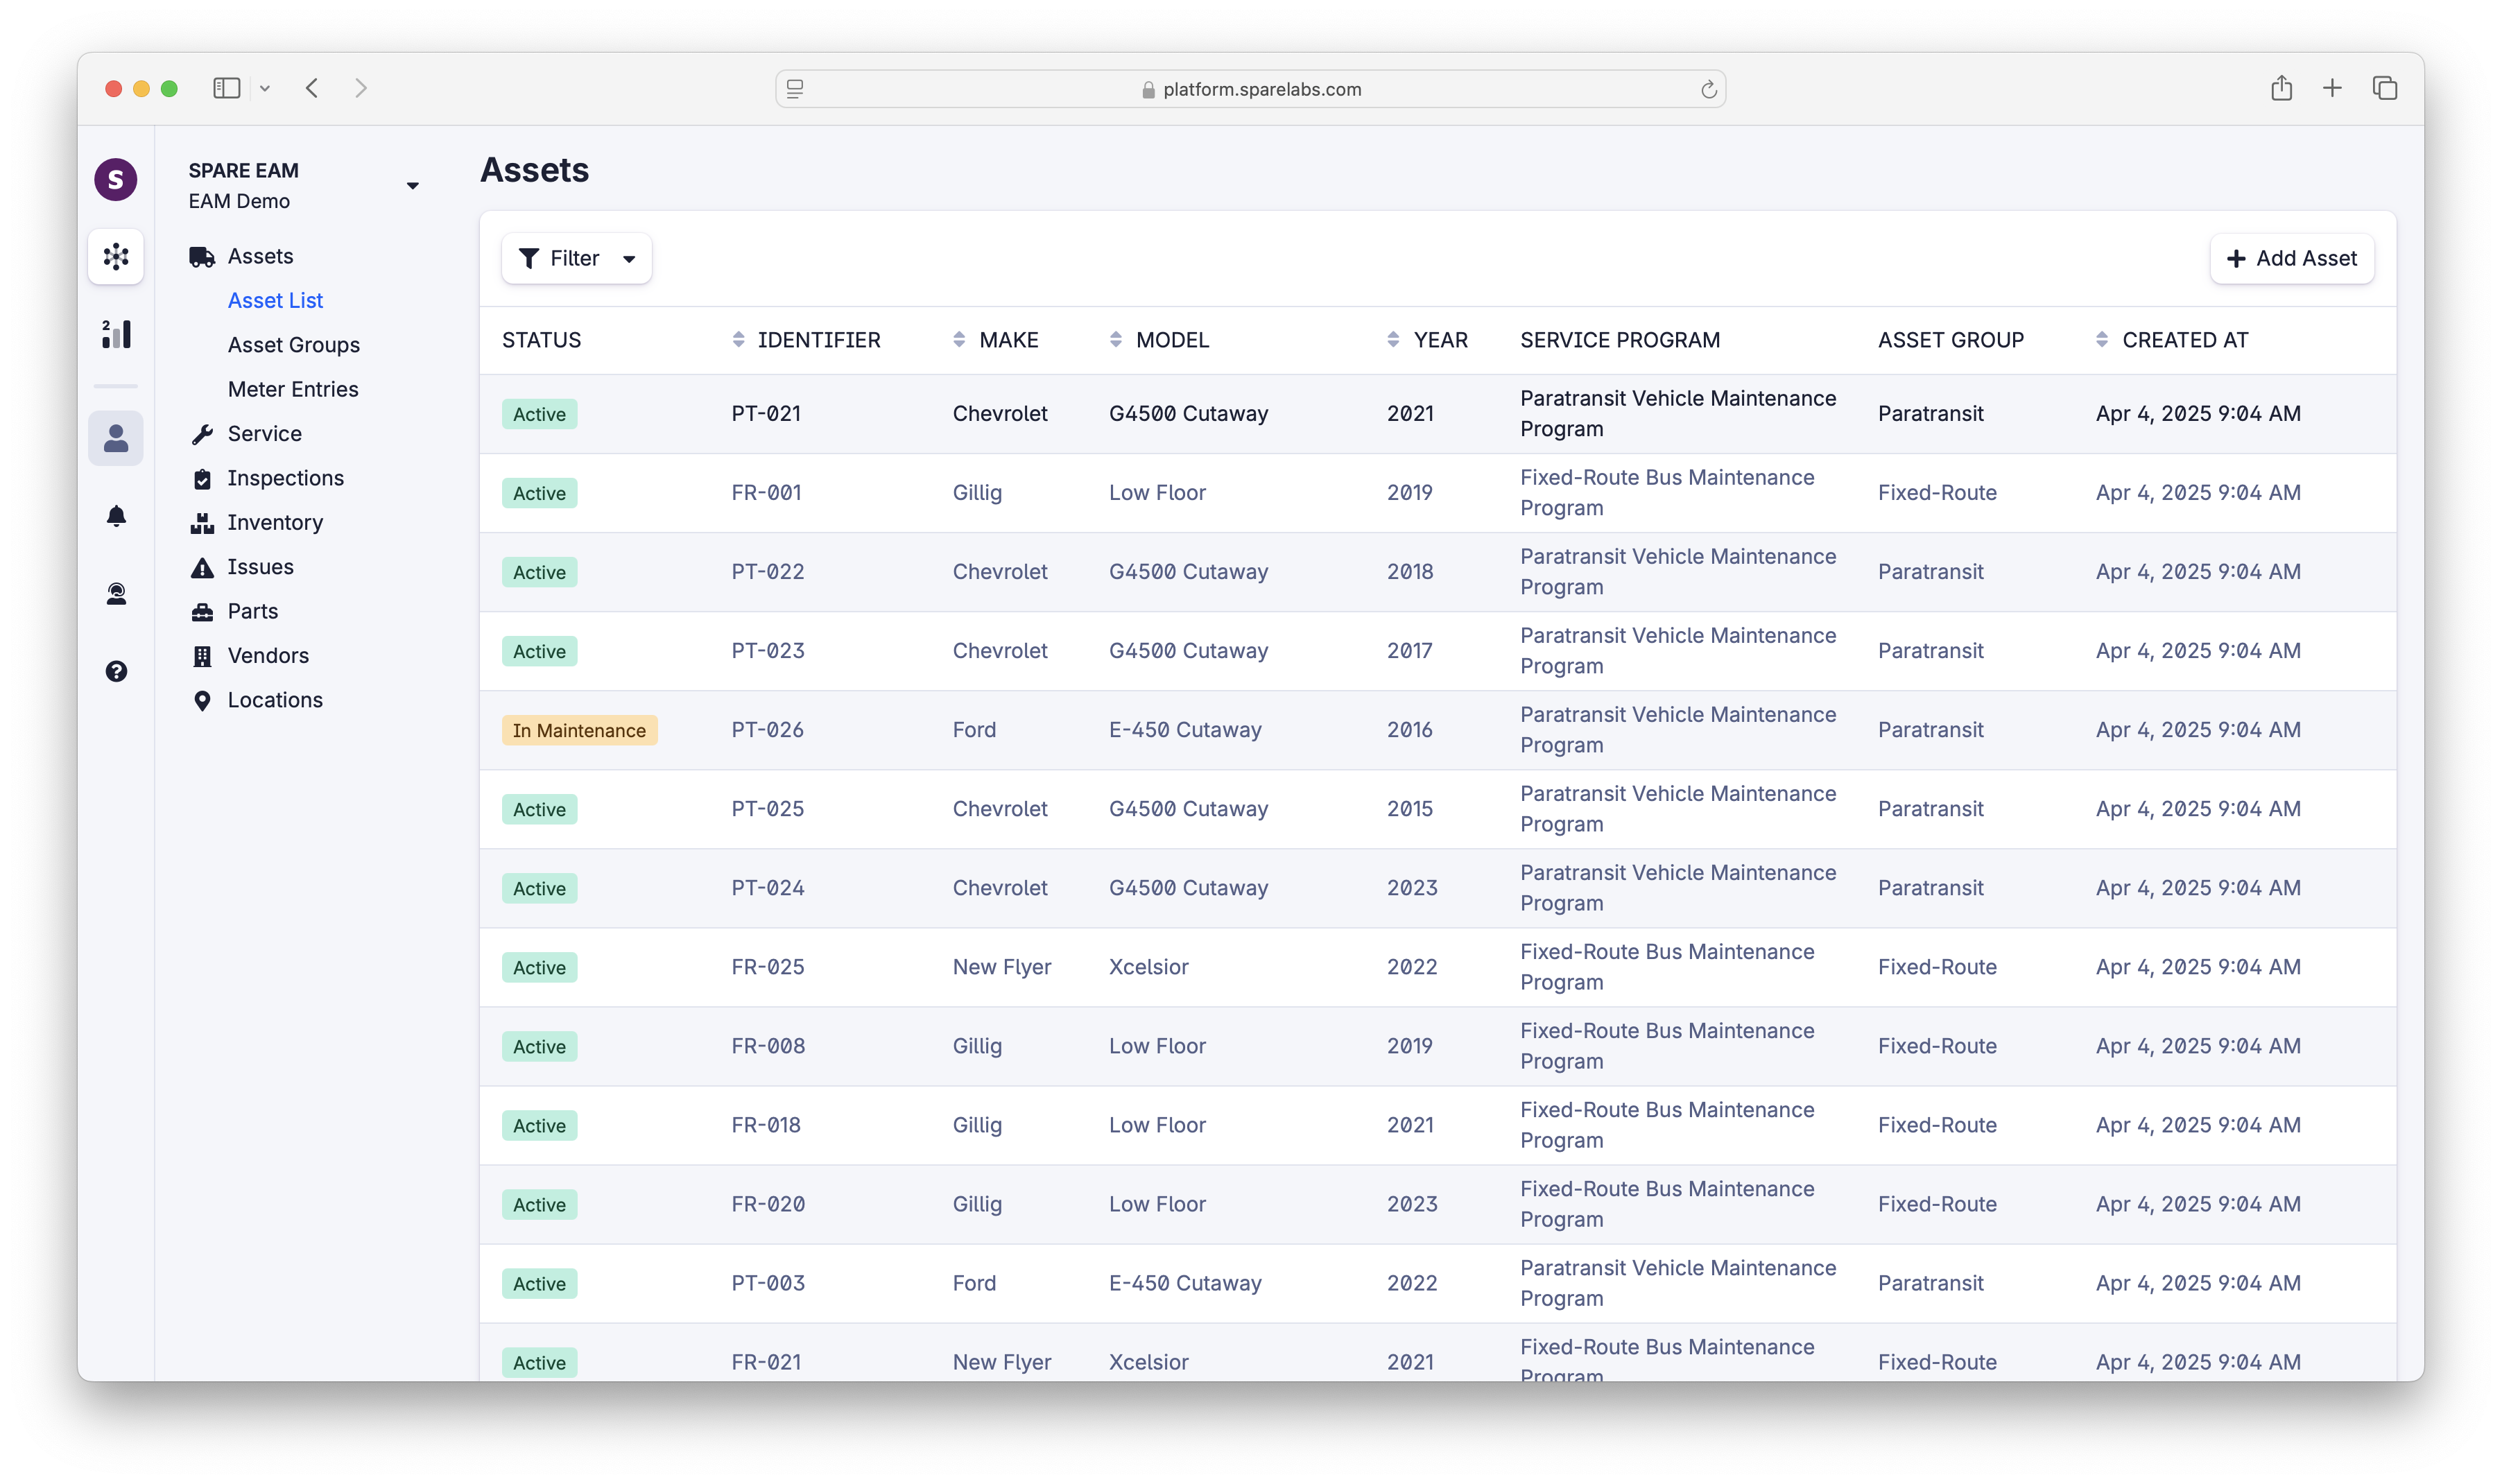 platform.sparelabs.com
S
SPARE EAM
EAM Demo
Assets
Asset List
Asset Groups
Meter Entries
Service
Inspections
Inventory
Issues
Parts
Vendors
Locations
2
?
Assets
Filter
Add Asset
STATUS IDENTIFIER MAKE MODEL YEAR SERVICE PROGRAM ASSET GROUP CREATED AT
Active PT-021 Chevrolet G4500 Cutaway 2021 Paratransit Vehicle Maintenance Paratransit Apr 4, 2025 9:04 AM
Program
Active FR-001 Gillig Low Floor 2019 Fixed-Route Bus Maintenance Fixed-Route Apr 4, 2025 9:04 AM
Program
Active PT-022 Chevrolet G4500 Cutaway 2018 Paratransit Vehicle Maintenance Paratransit Apr 4, 2025 9:04 AM
Program
Active PT-023 Chevrolet G4500 Cutaway 2017 Paratransit Vehicle Maintenance Paratransit Apr 4, 2025 9:04 AM
Program
In Maintenance PT-026 Ford E-450 Cutaway 2016 Paratransit Vehicle Maintenance Paratransit Apr 4, 2025 9:04 AM
Program
Active PT-025 Chevrolet G4500 Cutaway 2015 Paratransit Vehicle Maintenance Paratransit Apr 4, 2025 9:04 AM
Program
Active PT-024 Chevrolet G4500 Cutaway 2023 Paratransit Vehicle Maintenance Paratransit Apr 4, 2025 9:04 AM
Program
Active FR-025 New Flyer Xcelsior 2022 Fixed-Route Bus Maintenance Fixed-Route Apr 4, 2025 9:04 AM
Program
Active FR-008 Gillig Low Floor 2019 Fixed-Route Bus Maintenance Fixed-Route Apr 4, 2025 9:04 AM
Program
Active FR-018 Gillig Low Floor 2021 Fixed-Route Bus Maintenance Fixed-Route Apr 4, 2025 9:04 AM
Program
Active FR-020 Gillig Low Floor 2023 Fixed-Route Bus Maintenance Fixed-Route Apr 4, 2025 9:04 AM
Program
Active PT-003 Ford E-450 Cutaway 2022 Paratransit Vehicle Maintenance Paratransit Apr 4, 2025 9:04 AM
Program
Active FR-021 New Flyer Xcelsior 2021 Fixed-Route Bus Maintenance Fixed-Route Apr 4, 2025 9:04 AM
Program